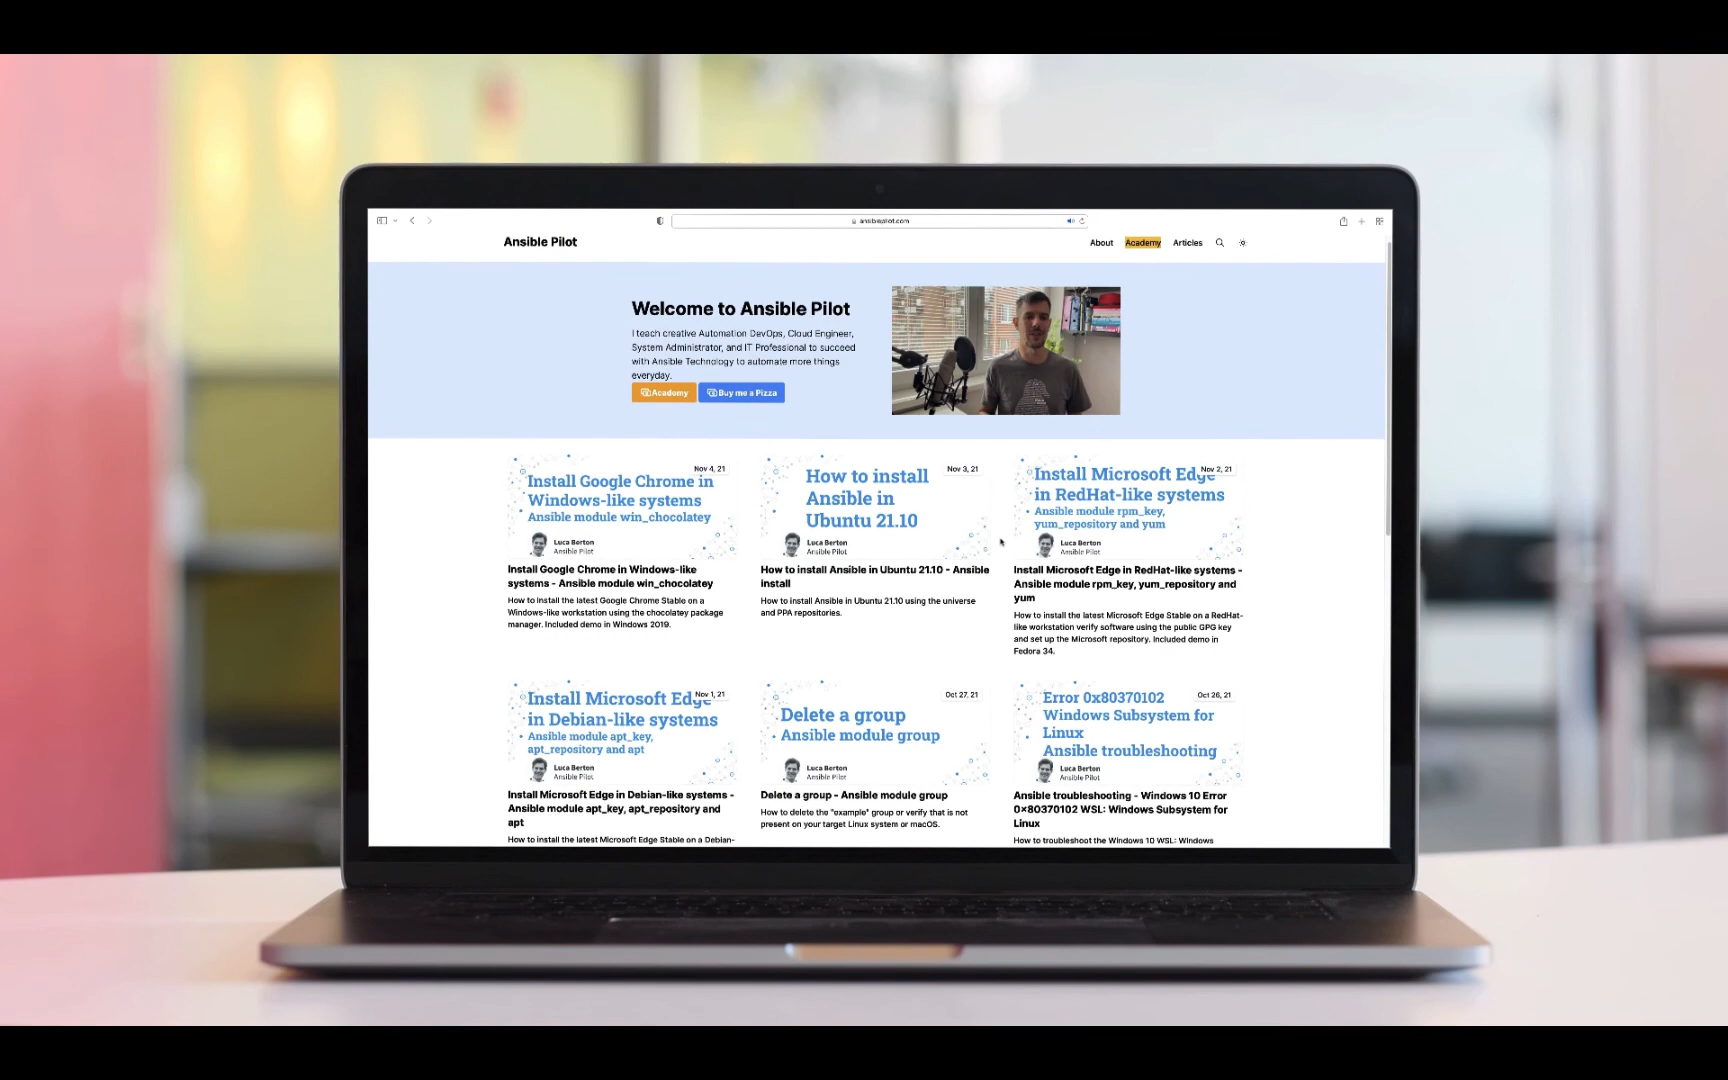 ansiblepilot.com
Ansible Pilot
About
Academy
Articles
Welcome to Ansible Pilot
I teach creative Automation DevOps, Cloud Engineer,
System Administrator, and IT Professional to succeed
with Ansible Technology to automate more things
everyday.
Academy
Buy me a Pizza
Nov 4, 21
Install Google Chrome in
Windows-like systems
Ansible module win_chocolatey
Luca Berton
Ansible Pilot
Install Google Chrome in Windows-like
systems - Ansible module win_chocolatey
How to install the latest Google Chrome Stable on a
Windows-like workstation using the chocolatey package
manager. Included demo in Windows 2019.
Nov 3, 21
How to install
Ansible in
Ubuntu 21.10
Luca Berton
Ansible Pilot
How to install Ansible in Ubuntu 21.10 - Ansible
install
How to install Ansible in Ubuntu 21.10 using the universe
and PPA repositories.
Nov 2, 21
Install Microsoft Edge
in RedHat-like systems
Ansible module rpm_key,
yum_repository and yum
Luca Berton
Ansible Pilot
Install Microsoft Edge in RedHat-like systems -
Ansible module rpm_key, yum_repository and
yum
How to install the latest Microsoft Edge Stable on a RedHat-
like workstation verify software using the public GPG key
and set up the Microsoft repository. Included demo in
Fedora 34.
Nov 1, 21
Install Microsoft Edge
in Debian-like systems
Ansible module apt_key,
apt_repository and apt
Luca Berton
Ansible Pilot
Install Microsoft Edge in Debian-like systems -
Ansible module apt_key, apt_repository and
apt
How to install the latest Microsoft Edge Stable on a Debian-
Oct 27, 21
Delete a group
Ansible module group
Luca Berton
Ansible Pilot
Delete a group - Ansible module group
How to delete the "example" group or verify that is not
present on your target Linux system or macOS.
Oct 26, 21
Error 0x80370102
Windows Subsystem for
Linux
Ansible troubleshooting
Luca Berton
Ansible Pilot
Ansible troubleshooting - Windows 10 Error
0x80370102 WSL: Windows Subsystem for
Linux
How to troubleshoot the Windows 10 WSL: Windows